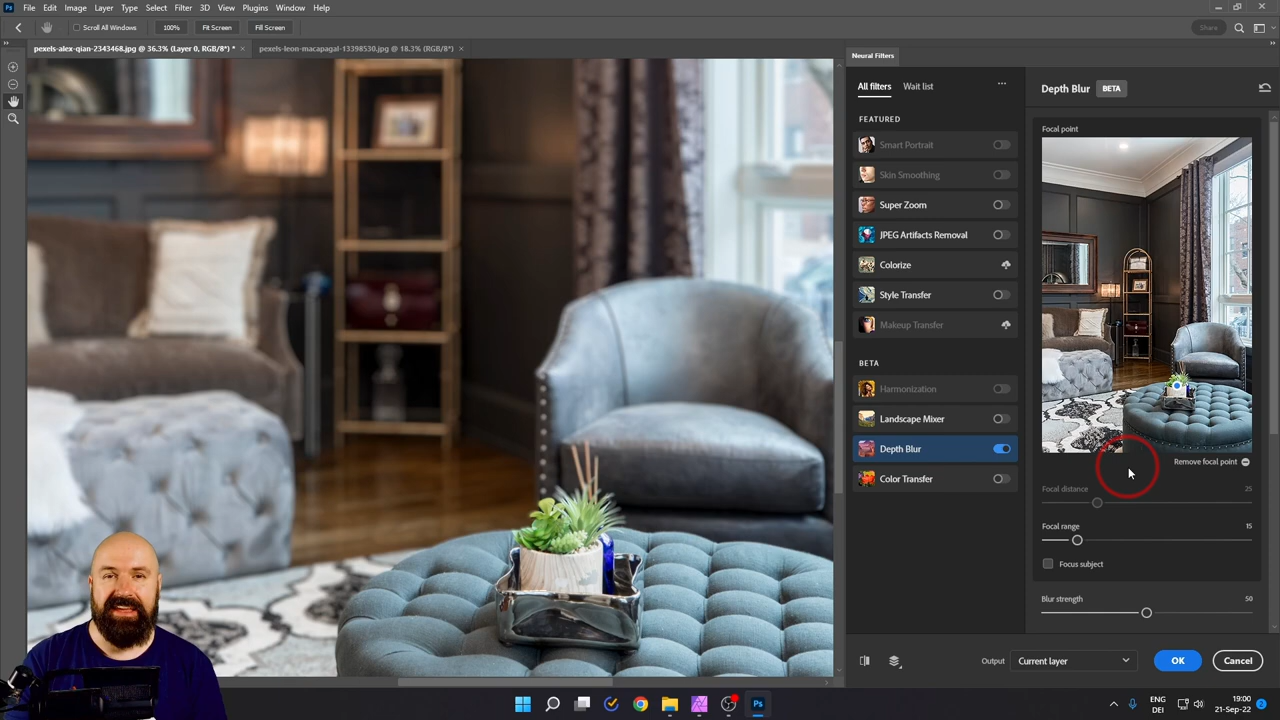 Ps File Edit Image Layer Type Select Filter 3D View Plugins Window Help
Scroll All Windows 100% Fit Screen Fill Screen Share
pexels-alex-qian-2343468.jpg @ 36.3% (Layer 0, RGB/8*) * × pexels-leon-macapagal-13398530.jpg @ 18.3% (RGB/8*) ×
Neural Filters
All filters Wait list ...
Depth Blur BETA
FEATURED
Focal point
Smart Portrait
Skin Smoothing
Super Zoom
JPEG Artifacts Removal
Colorize
Style Transfer
Makeup Transfer
BETA
Harmonization
Landscape Mixer
Depth Blur
Color Transfer
Remove focal point
Focal distance 25
Focal range 15
Focus subject
Blur strength 50
Output Current layer OK Cancel
Ps
ENG
DEI
19:00
21-Sep-22
2